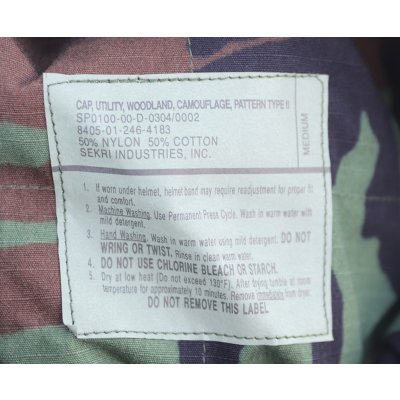 CAP, UTILITY, WOODLAND, CAMOUFLAGE, PATTERN TYPE II
SP0100-00-D-0304/0002
8405-01-246-4183
50% NYLON 50% COTTON
SEKRI INDUSTRIES, INC.
MEDIUM
1. If worn under helmet, helmet band may require readjustment for proper fit
and comfort.
2. Machine Washing. Use Permanent Press Cycle. Wash in warm water with
mild detergent.
3. Hand Washing. Wash in warm water using mild detergent. DO NOT
WRING OR TWIST. Rinse in clean warm water.
4. DO NOT USE CHLORINE BLEACH OR STARCH.
5. Dry at low heat (Do not exceed 130°F). After drying tumble at room
temperature for approximately 10 minutes. Remove immediately from dryer.
DO NOT REMOVE THIS LABEL